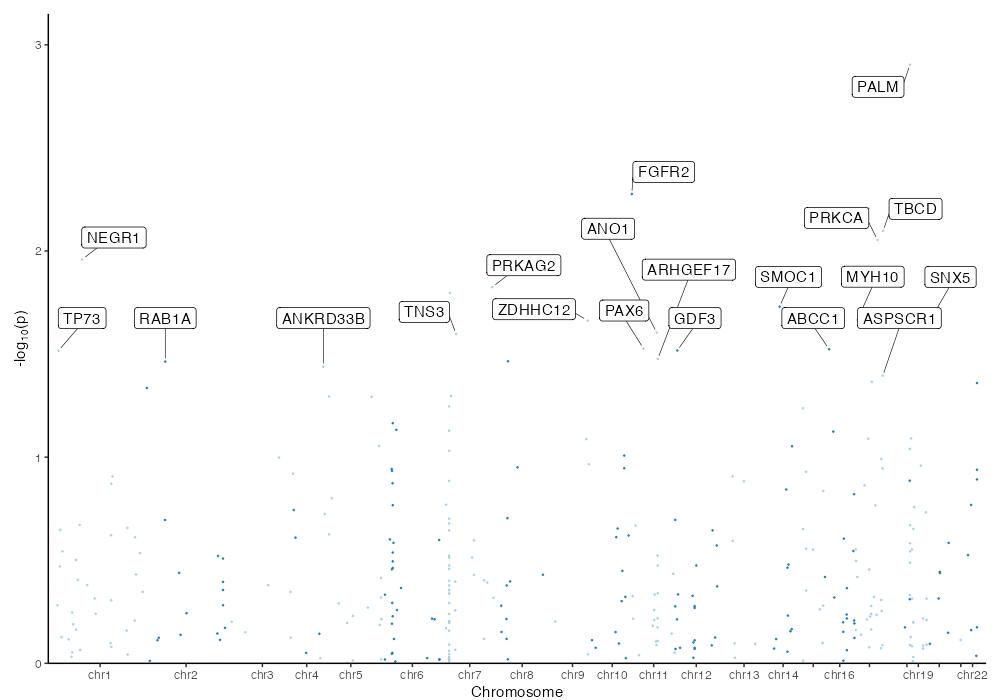 3
PALM
FGFR2
TBCD
PRKCA
ANO1
NEGR1
2
PRKAG2
ARHGEF17
SMOC1
MYH10
SNX5
ZDHHC12
PAX6
TNS3
GDF3
TP73
RAB1A
ANKRD33B
ABCC1
ASPSCR1
-log10(p)
1
0
chr1 chr2 chr3 chr4 chr5 chr6 chr7 chr8 chr9 chr10 chr11 chr12 chr13 chr14 chr16 chr19 chr22
Chromosome